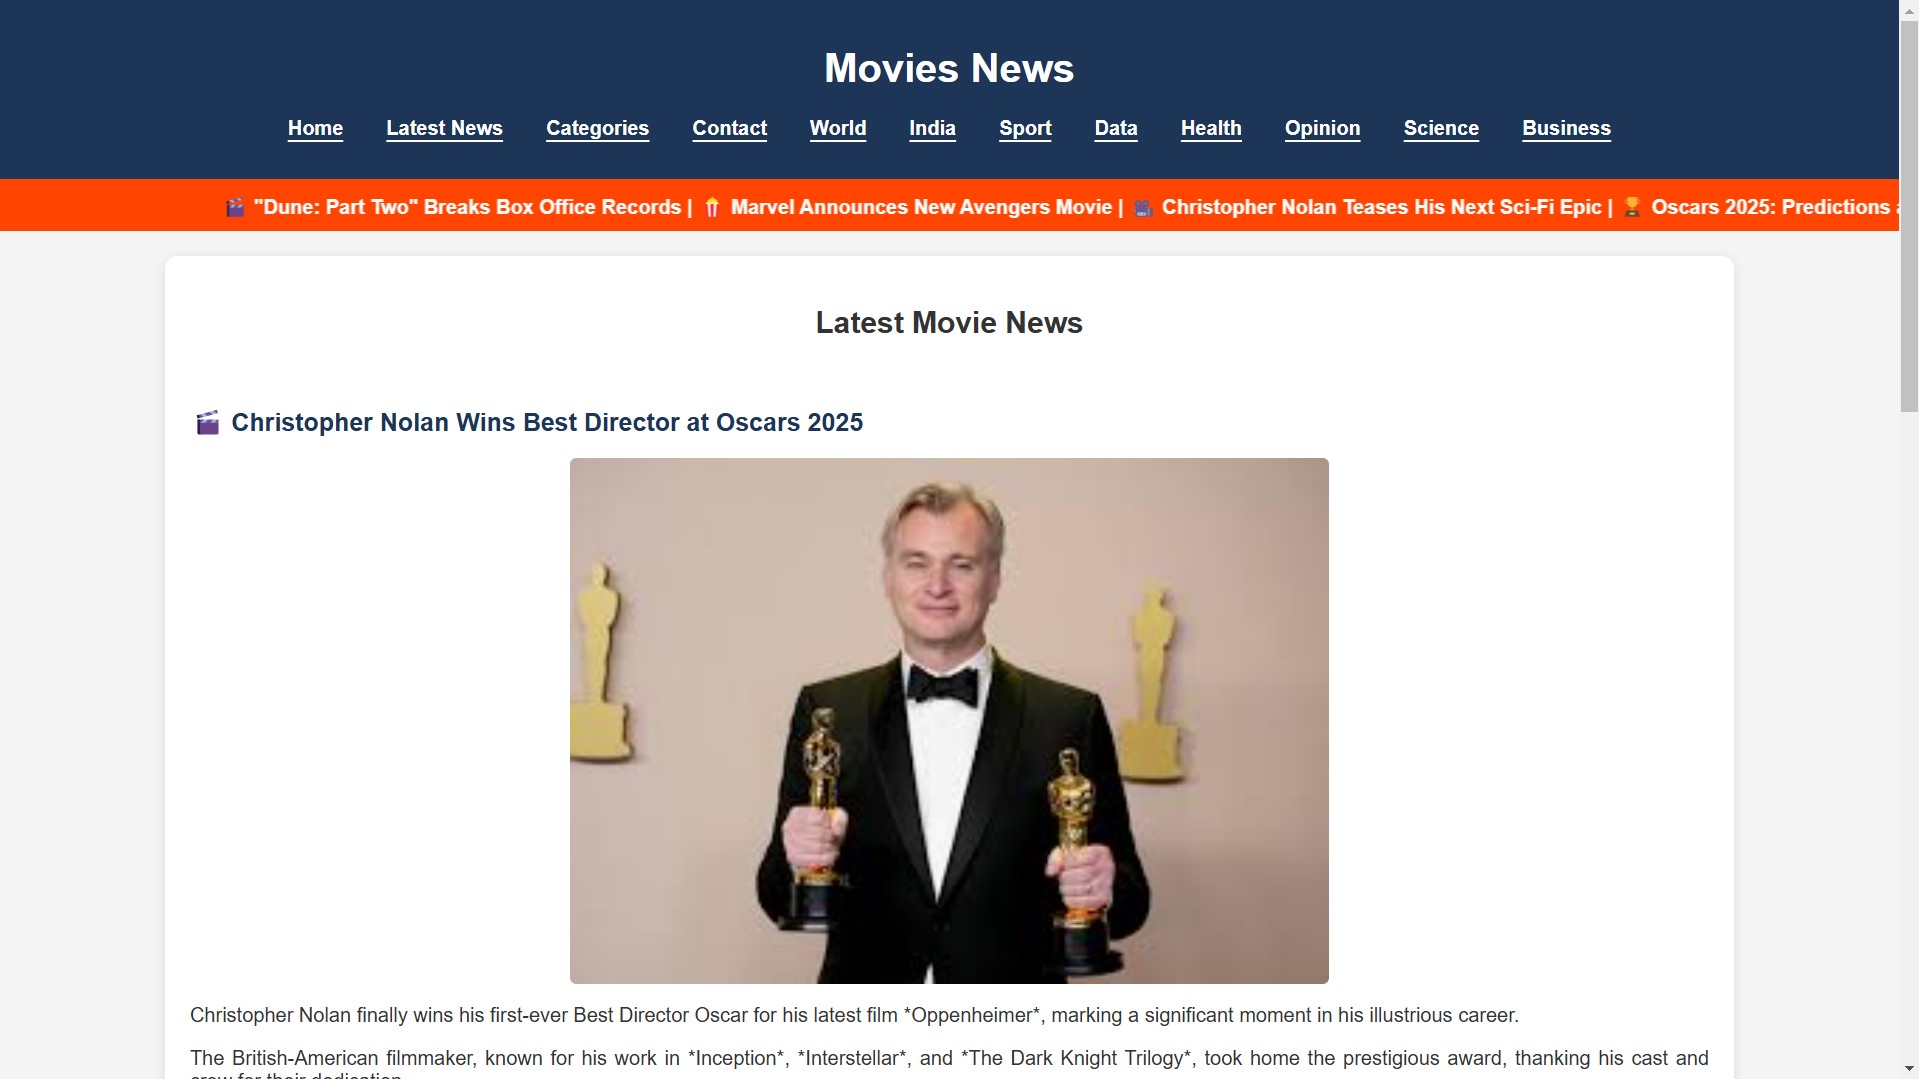 Movies News
Home Latest News Categories Contact World India Sport Data Health Opinion Science Business
🎬 "Dune: Part Two" Breaks Box Office Records | 🍿 Marvel Announces New Avengers Movie | 🎥 Christopher Nolan Teases His Next Sci-Fi Epic | 🏆 Oscars 2025: Predictions
Latest Movie News
🎬 Christopher Nolan Wins Best Director at Oscars 2025
Christopher Nolan finally wins his first-ever Best Director Oscar for his latest film *Oppenheimer*, marking a significant moment in his illustrious career.
The British-American filmmaker, known for his work in *Inception*, *Interstellar*, and *The Dark Knight Trilogy*, took home the prestigious award, thanking his cast and
crew for their dedication.